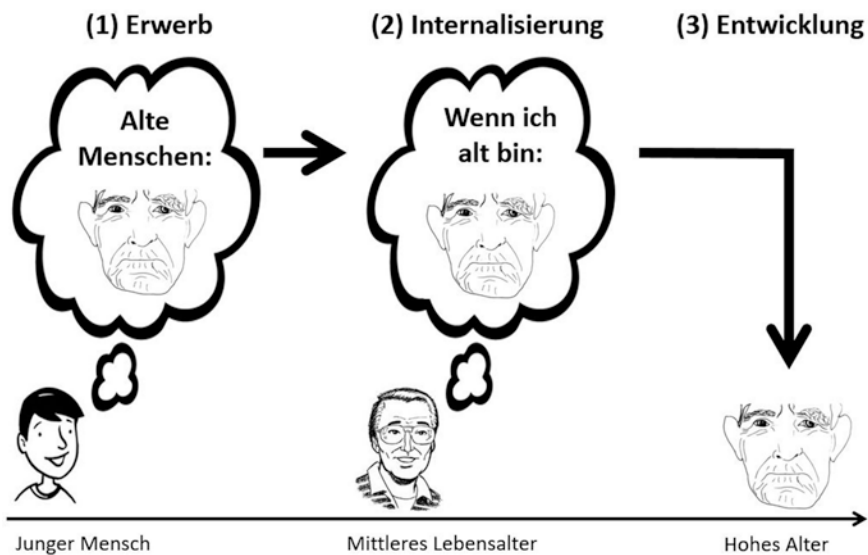 (1) Erwerb
(2) Internalisierung
(3) Entwicklung
Alte
Menschen:
Wenn ich
alt bin:
Junger Mensch
Mittleres Lebensalter
Hohes Alter